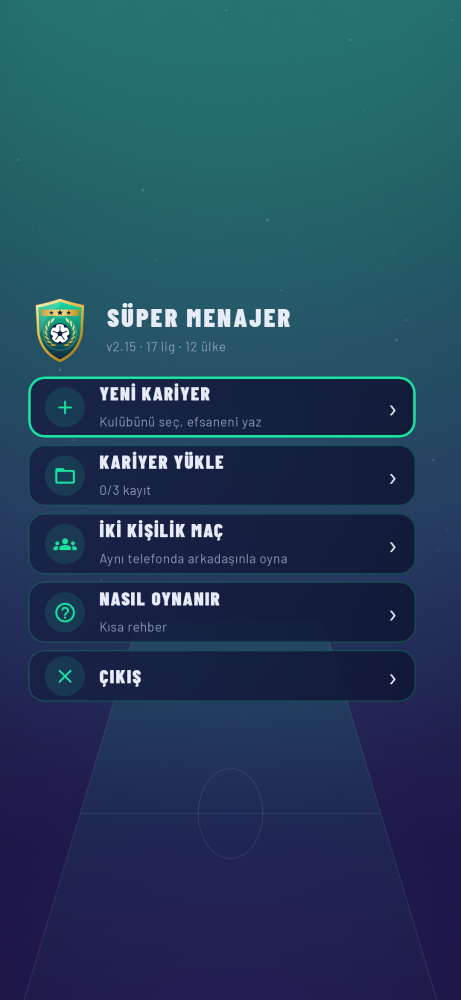 SÜPER MENAJER
v2.15 · 17 lig · 12 ülke
YENİ KARİYER
Kulübünü seç, efsaneni yaz
KARİYER YÜKLE
0/3 kayıt
İKİ KİŞİLİK MAÇ
Aynı telefonda arkadaşınla oyna
NASIL OYNANIR
Kısa rehber
ÇIKIŞ